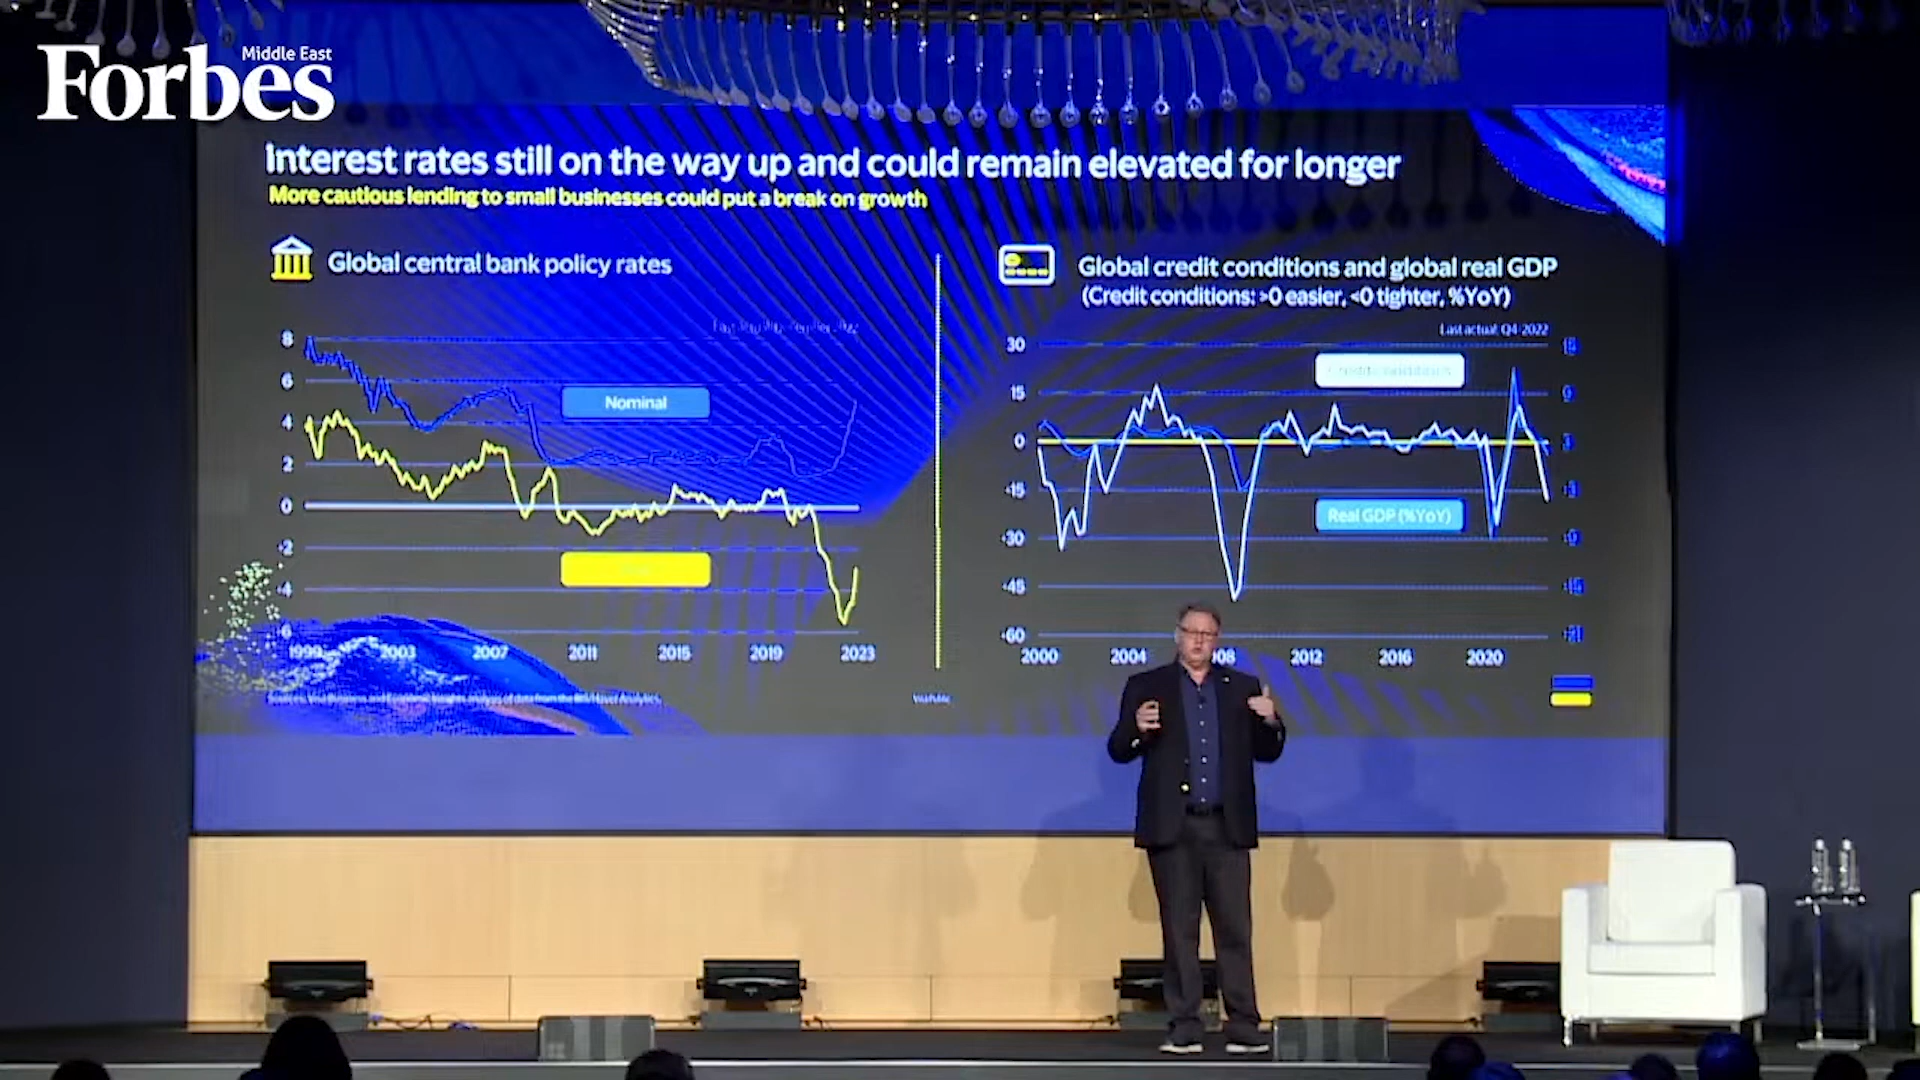 Middle East
Forbes
Interest rates still on the way up and could remain elevated for longer
More cautious lending to small businesses could put a break on growth
Global central bank policy rates
8
6
4
2
0
-2
-4
6
Nominal
1999
2003
2007
2011
2015
2019
2023
Global credit conditions and global real GDP
(Credit conditions: >0 easer, <0 tighter, %YoY)
Last actual: Q4-2022
30
15
0
-15
-30
-45
-60
Credit conditions
Real GDP (%YoY)
2000
2004
08
2012
2016
2020